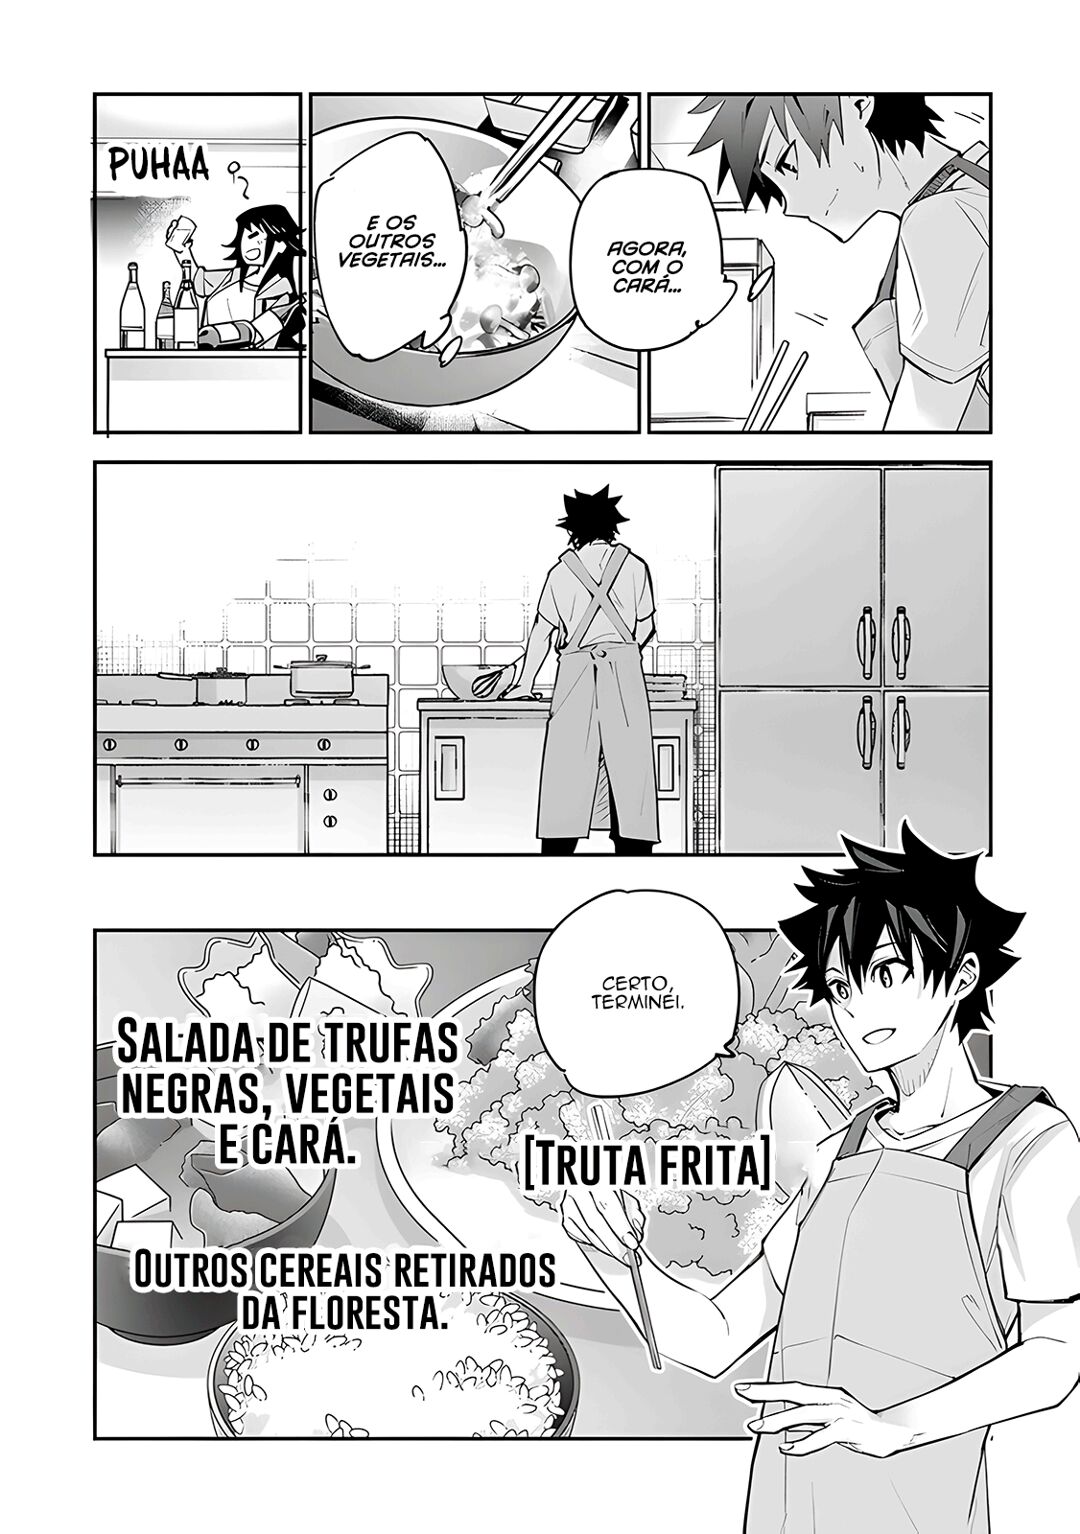 AGORA,
COM O
CARÁ...
E OS
OUTROS
VEGETAIS...
PUHAA
CERTO,
TERMINEI.
[TRUTA FRITA]
SALADA DE TRUFAS
NEGRAS, VEGETAIS
E CARÁ.
OUTROS CEREAIS RETIRADOS
DA FLORESTA.